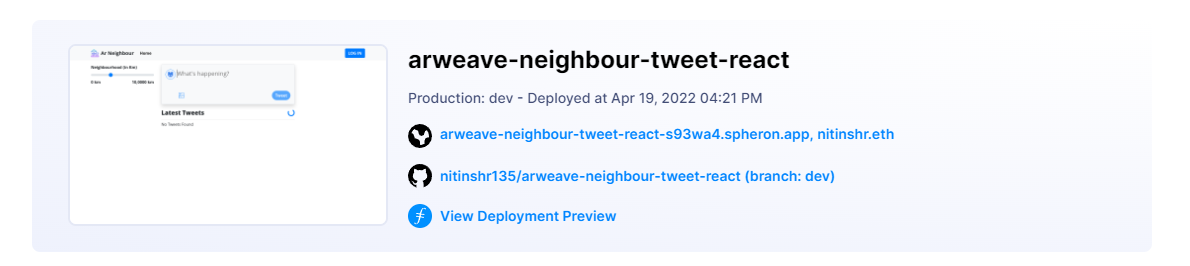 Ar Neighbour Home LOG IN
Neighbourhood (in Km)
0 km 10,0000 km
What's happening?
Tweet
Latest Tweets
No Tweets Found
arweave-neighbour-tweet-react
Production: dev - Deployed at Apr 19, 2022 04:21 PM
arweave-neighbour-tweet-react-s93wa4.spheron.app, nitinshr.eth
nitinshr135/arweave-neighbour-tweet-react (branch: dev)
View Deployment Preview